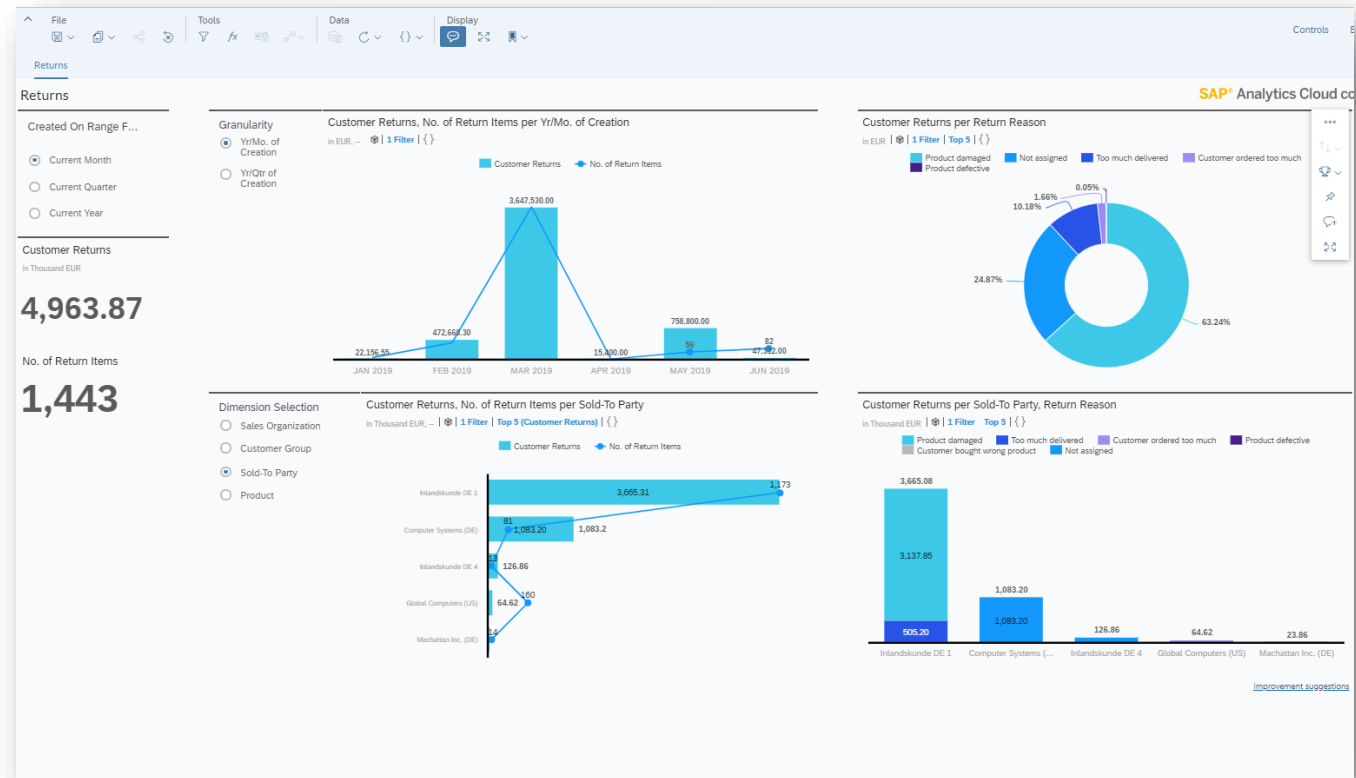 File
Tools
Data
Display
Controls
Returns
Returns
SAP® Analytics Cloud co
Created On Range F...
Current Month
Current Quarter
Current Year
Customer Returns
in Thousand EUR
4,963.87
No. of Return Items
1,443
Granularity
Yr/Mo. of
Creation
Yr/Qtr of
Creation
Customer Returns, No. of Return Items per Yr/Mo. of Creation
in EUR, -- | 1 Filter | { }
Customer Returns No. of Return Items
3,647,530.00
472,668.30
758,800.00
22,156.55
15,400.00
56
82
JAN 2019 FEB 2019 MAR 2019 APR 2019 MAY 2019 JUN 2019
Customer Returns per Return Reason
in EUR | 1 Filter | Top 5 | { }
Product damaged Not assigned Too much delivered Customer ordered too much
Product defective
0.05%
1.66%
10.18%
24.87%
63.24%
Dimension Selection
Sales Organization
Customer Group
Sold-To Party
Product
Customer Returns, No. of Return Items per Sold-To Party
in Thousand EUR, -- | 1 Filter | Top 5 (Customer Returns) | { }
Customer Returns No. of Return Items
Inlandskunde DE 1 3,665.31 1,173
Computer Systems (DE) 81 1,083.20 1,083.2
Inlandskunde DE 4 13 126.86
Global Computers (US) 64.62 160
Machattan Inc. (DE) 14
Customer Returns per Sold-To Party, Return Reason
in Thousand EUR | 1 Filter Top 5 | { }
Product damaged Too much delivered Customer ordered too much Product defective
Customer bought wrong product Not assigned
3,665.08
3,137.85
505.20
1,083.20
1,083.20
126.86
64.62
23.86
Inlandskunde DE 1 Computer Systems (... Inlandskunde DE 4 Global Computers (US) Machattan Inc. (DE)
Improvement suggestions